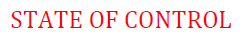 STATE OF CONTROL